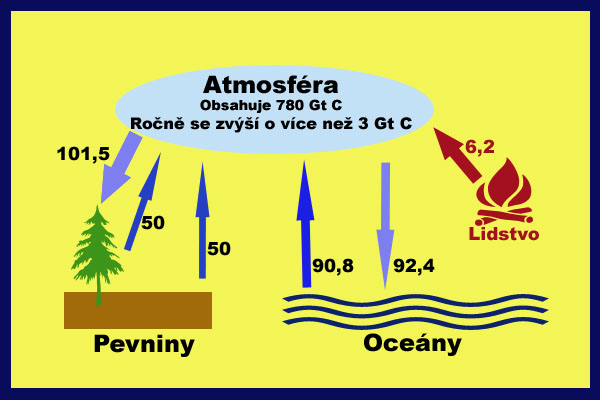 Atmosféra
Obsahuje 780 Gt C
Ročně se zvýší o více než 3 Gt C
101,5
6,2
50
Lidstvo
50
90,8
92,4
Pevniny
Oceány